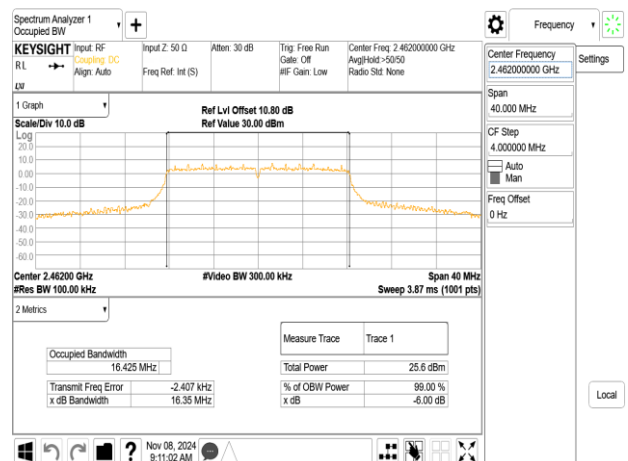 Spectrum Analyzer 1
Occupied BW
Frequency
KEYSIGHT
Input: RF
Input Z: 50 Ω
Atten: 30 dB
Trig: Free Run
Center Freq: 2.462000000 GHz
RL
Coupling: DC
Gate: Off
Avg|Hold:>50/50
Align: Auto
Freq Ref: Int (S)
#IF Gain: Low
Radio Std: None
LXI
Center Frequency
2.462000000 GHz
Settings
Span
40.000 MHz
CF Step
4.000000 MHz
Auto
Man
Freq Offset
0 Hz
1 Graph
Ref Lvl Offset 10.80 dB
Scale/Div 10.0 dB
Ref Value 30.00 dBm
Log
20.0
10.0
0.00
-10.0
-20.0
-30.0
-40.0
-50.0
-60.0
Center 2.46200 GHz
#Video BW 300.00 kHz
Span 40 MHz
#Res BW 100.00 kHz
Sweep 3.87 ms (1001 pts)
2 Metrics
Measure Trace
Trace 1
Occupied Bandwidth
16.425 MHz
Total Power
25.6 dBm
Transmit Freq Error
-2.407 kHz
% of OBW Power
99.00 %
x dB Bandwidth
16.35 MHz
x dB
-6.00 dB
Local
?
Nov 08, 2024
9:11:02 AM